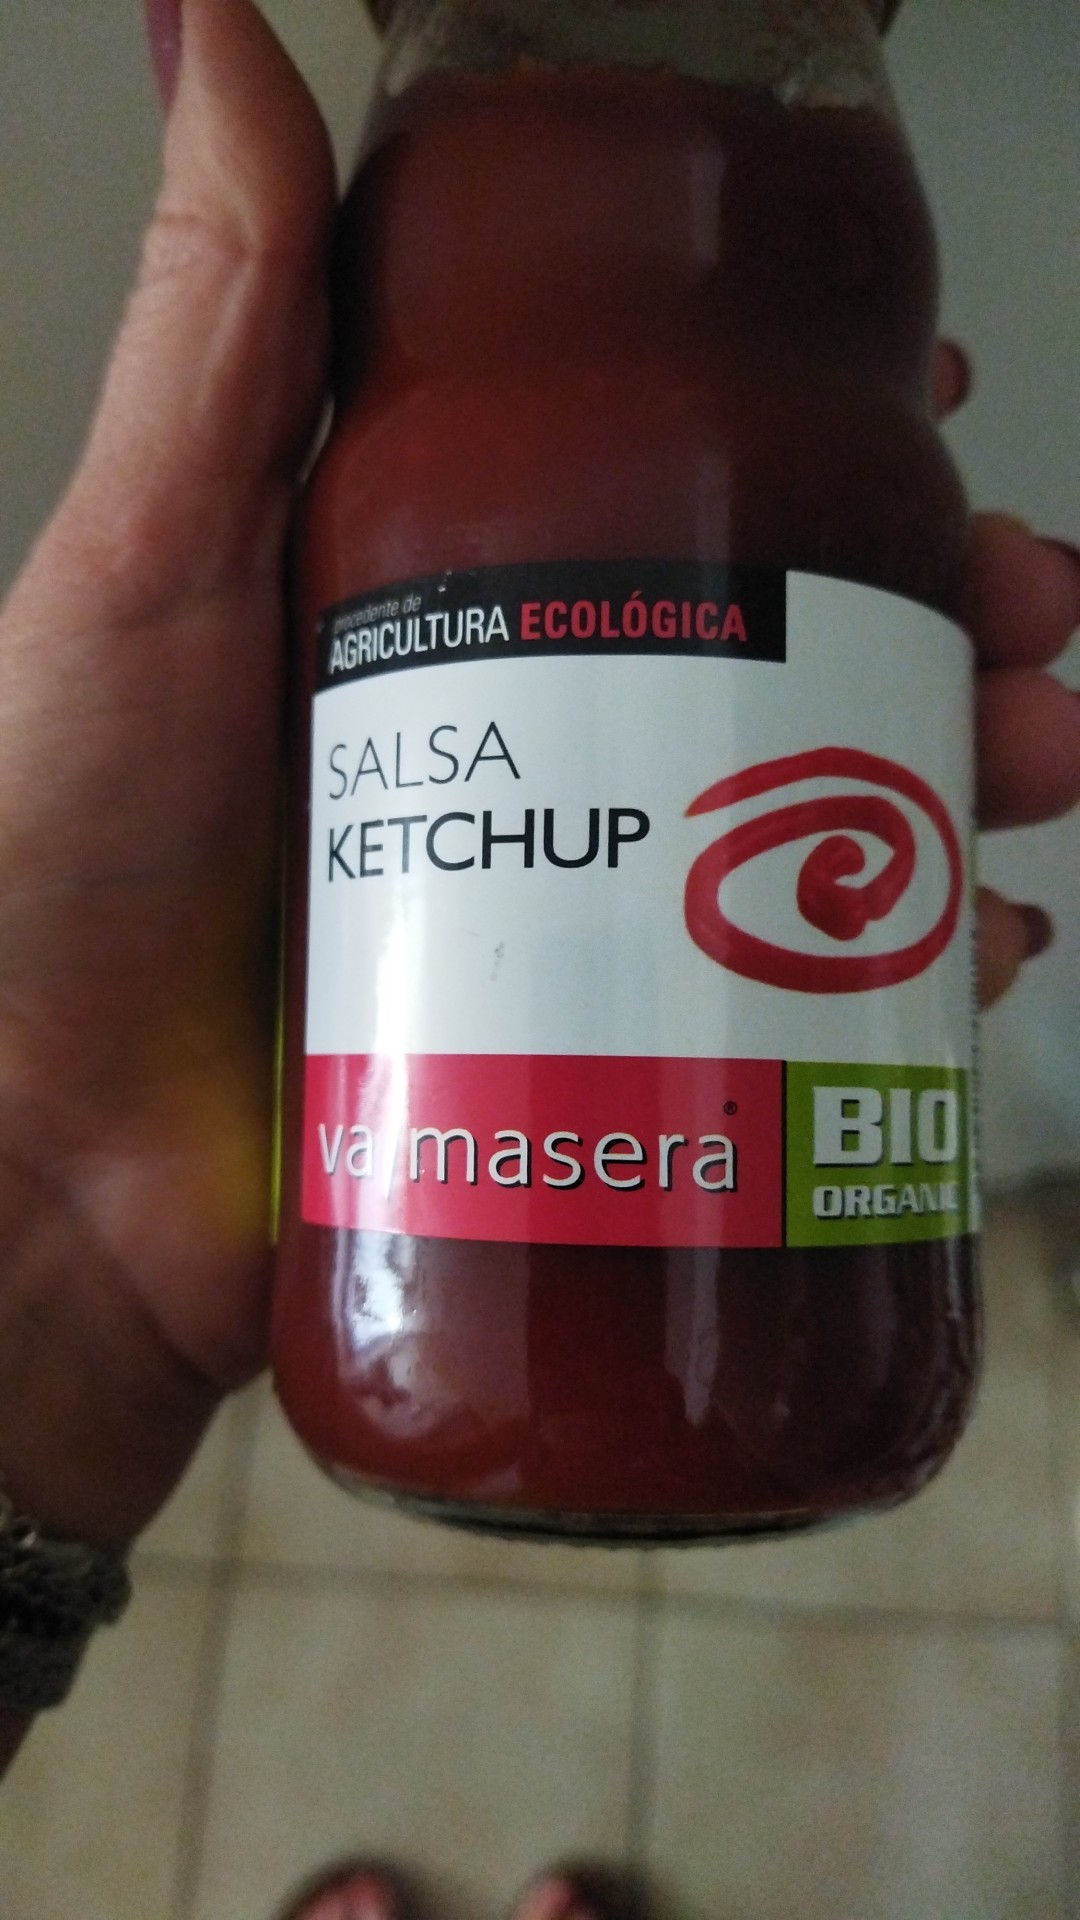 procedente de
AGRICULTURA ECOLÓGICA
SALSA
KETCHUP
valmasera®
BIO
ORGANIC